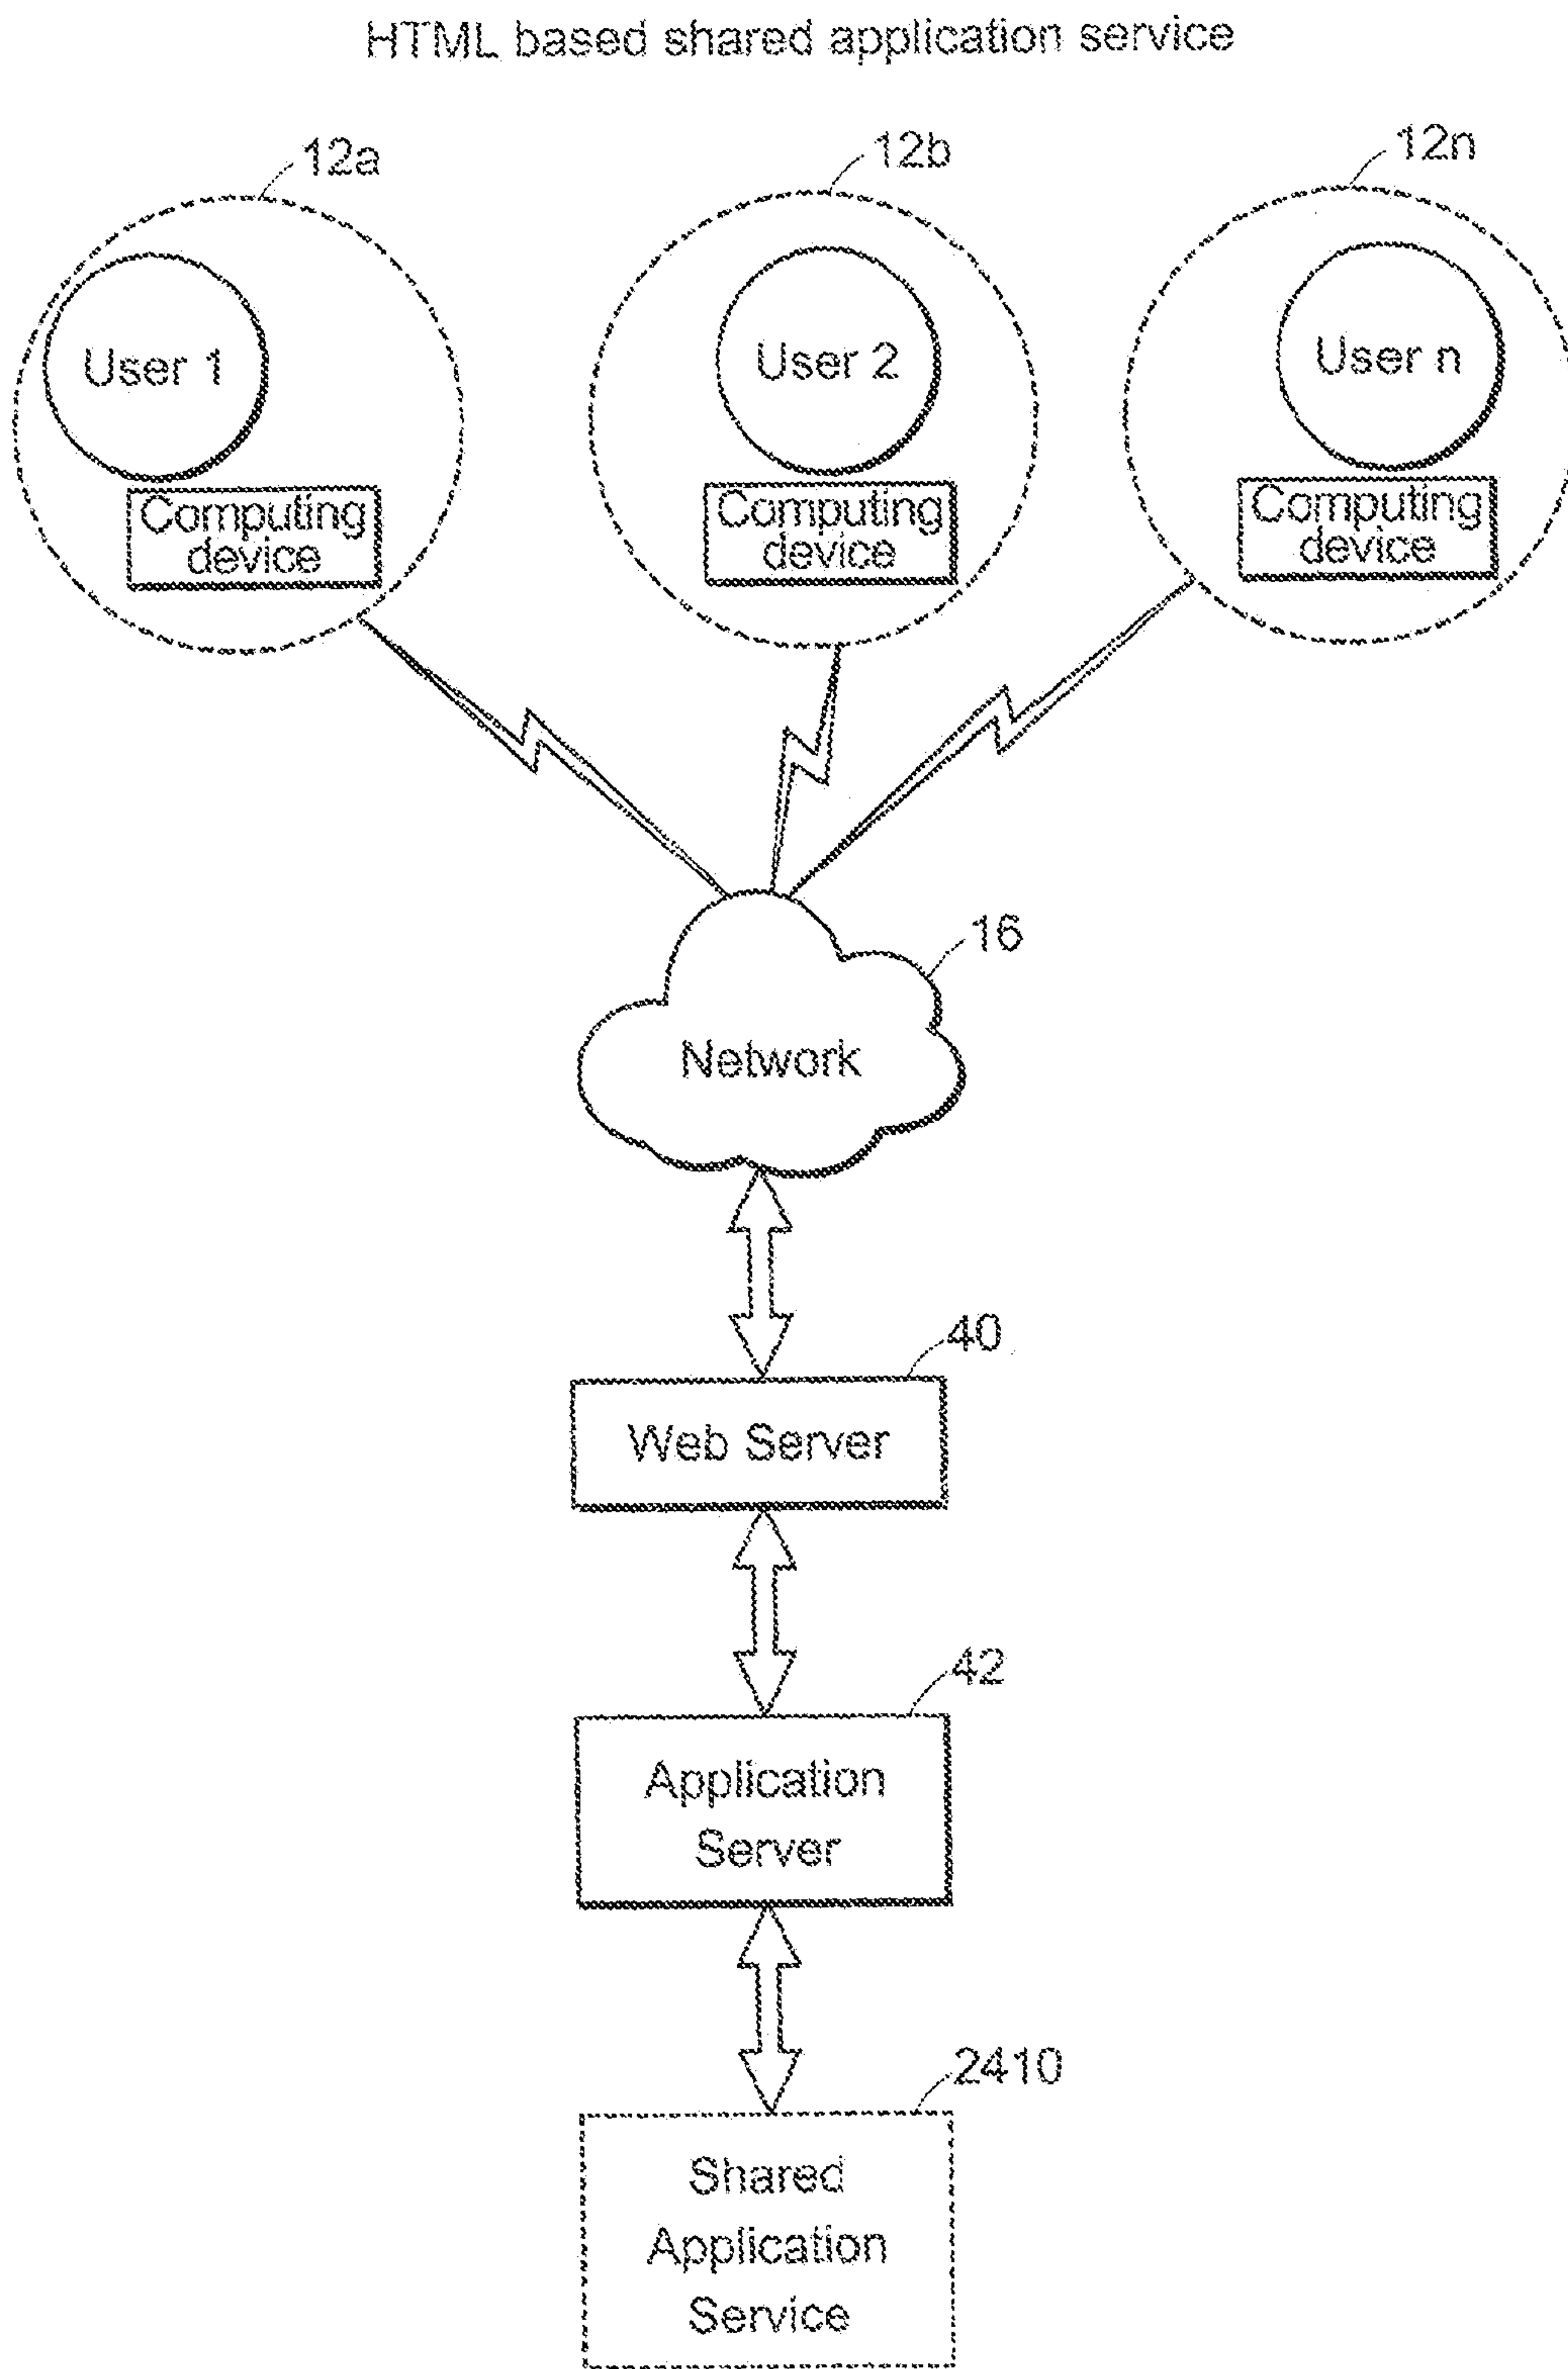 HTML based shared application service
12a
12b
12n
User 1
User 2
User n
Computing
device
Computing
device
Computing
device
16
Network
40
Web Server
42
Application
Server
2410
Shared
Application
Service